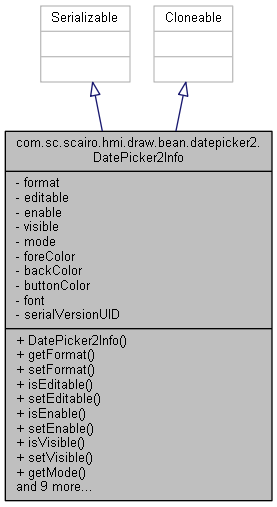 Serializable
Cloneable
com.sc.scairo.hmi.draw.bean.datepicker2.
DatePicker2Info
- format
- editable
- enable
- visible
- mode
- foreColor
- backColor
- buttonColor
- font
- serialVersionUID
+ DatePicker2Info()
+ getFormat()
+ setFormat()
+ isEditable()
+ setEditable()
+ isEnable()
+ setEnable()
+ isVisible()
+ setVisible()
+ getMode()
and 9 more...